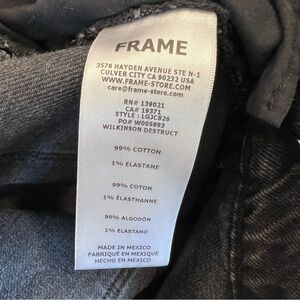 FRAME
3578 HAYDEN AVENUE STE N-1
CULVER CITY CA 90232 USA
WWW.FRAME-STORE.COM
care@frame-store.com
RN# 139021
CA# 19371
STYLE : LGJC826
PO# W005893
WILKINSON DESTRUCT
99% COTTON
1% ELASTANE
99% COTON
1% ÉLASTHANNE
99% ALGODÓN
1% ELASTANO
MADE IN MEXICO
FABRIQUÉ EN MEXIQUE
HECHO EN MEXICO